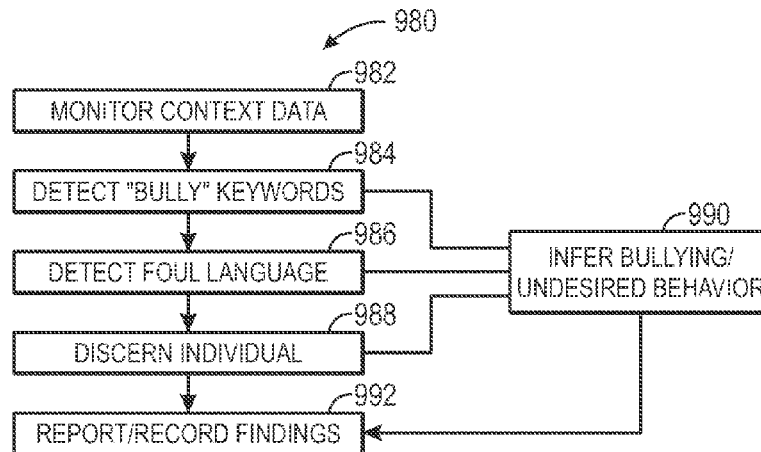 980
982
MONITOR CONTEXT DATA
984
DETECT "BULLY" KEYWORDS
986
DETECT FOUL LANGUAGE
988
DISCERN INDIVIDUAL
990
INFER BULLYING/
UNDESIRED BEHAVIOR
992
REPORT/RECORD FINDINGS